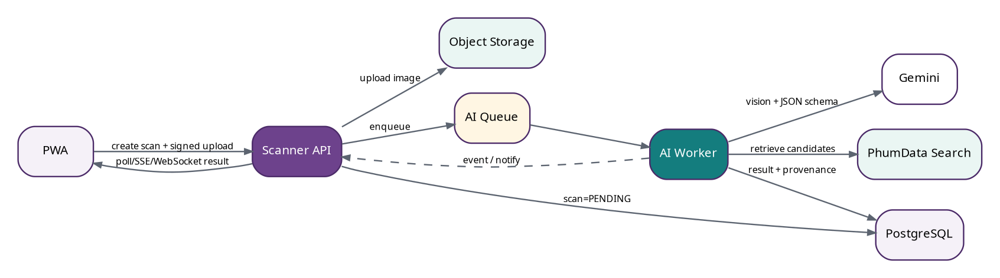 Object Storage
Gemini
upload image
vision + JSON schema
AI Queue
enqueue
PWA
create scan + signed upload
Scanner API
AI Worker
retrieve candidates
PhumData Search
poll/SSE/WebSocket result
event / notify
result + provenance
scan=PENDING
PostgreSQL